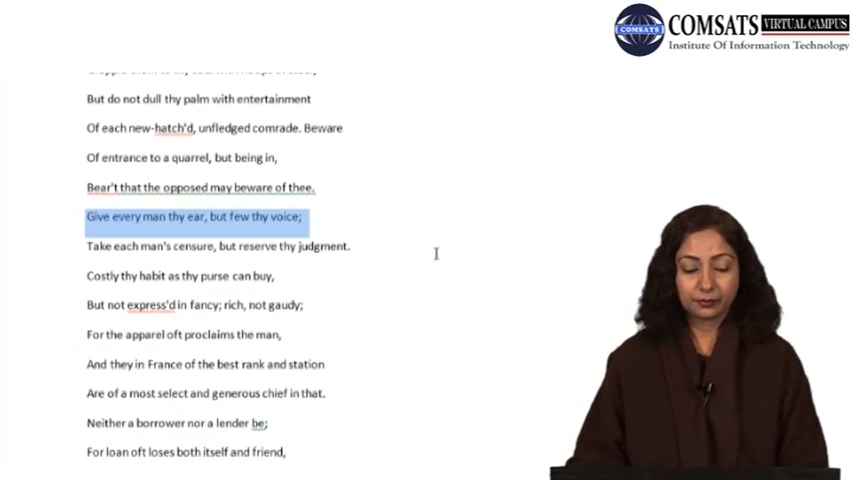 COMSATS VIRTUAL CAMPUS
COMSATS
Institute Of Information Technology
But do not dull thy palm with entertainment
Of each new-hatch'd, unfledged comrade. Beware
Of entrance to a quarrel, but being in,
Bear't that the opposed may beware of thee.
Give every man thy ear, but few thy voice;
Take each man's censure, but reserve thy judgment.
Costly thy habit as thy purse can buy,
But not express'd in fancy; rich, not gaudy;
For the apparel oft proclaims the man,
And they in France of the best rank and station
Are of a most select and generous chief in that.
Neither a borrower nor a lender be;
For loan oft loses both itself and friend,